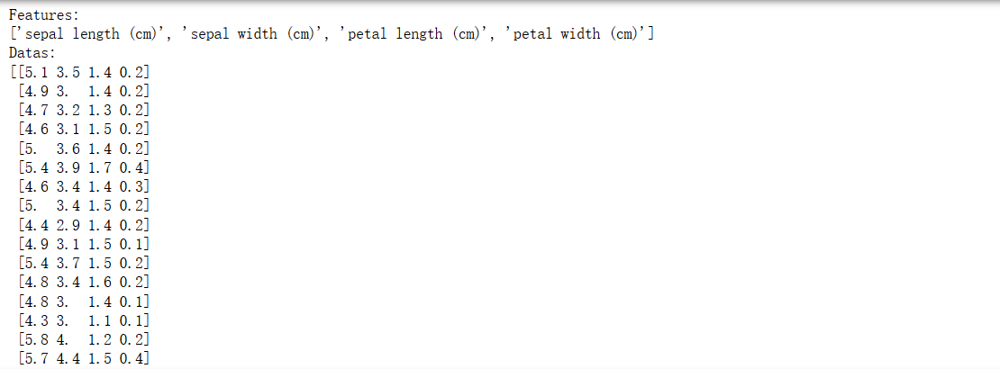 Features:
['sepal length (cm)', 'sepal width (cm)', 'petal length (cm)', 'petal width (cm)']
Datas:
[[5.1 3.5 1.4 0.2]
 [4.9 3.  1.4 0.2]
 [4.7 3.2 1.3 0.2]
 [4.6 3.1 1.5 0.2]
 [5.  3.6 1.4 0.2]
 [5.4 3.9 1.7 0.4]
 [4.6 3.4 1.4 0.3]
 [5.  3.4 1.5 0.2]
 [4.4 2.9 1.4 0.2]
 [4.9 3.1 1.5 0.1]
 [5.4 3.7 1.5 0.2]
 [4.8 3.4 1.6 0.2]
 [4.8 3.  1.4 0.1]
 [4.3 3.  1.1 0.1]
 [5.8 4.  1.2 0.2]
 [5.7 4.4 1.5 0.4]